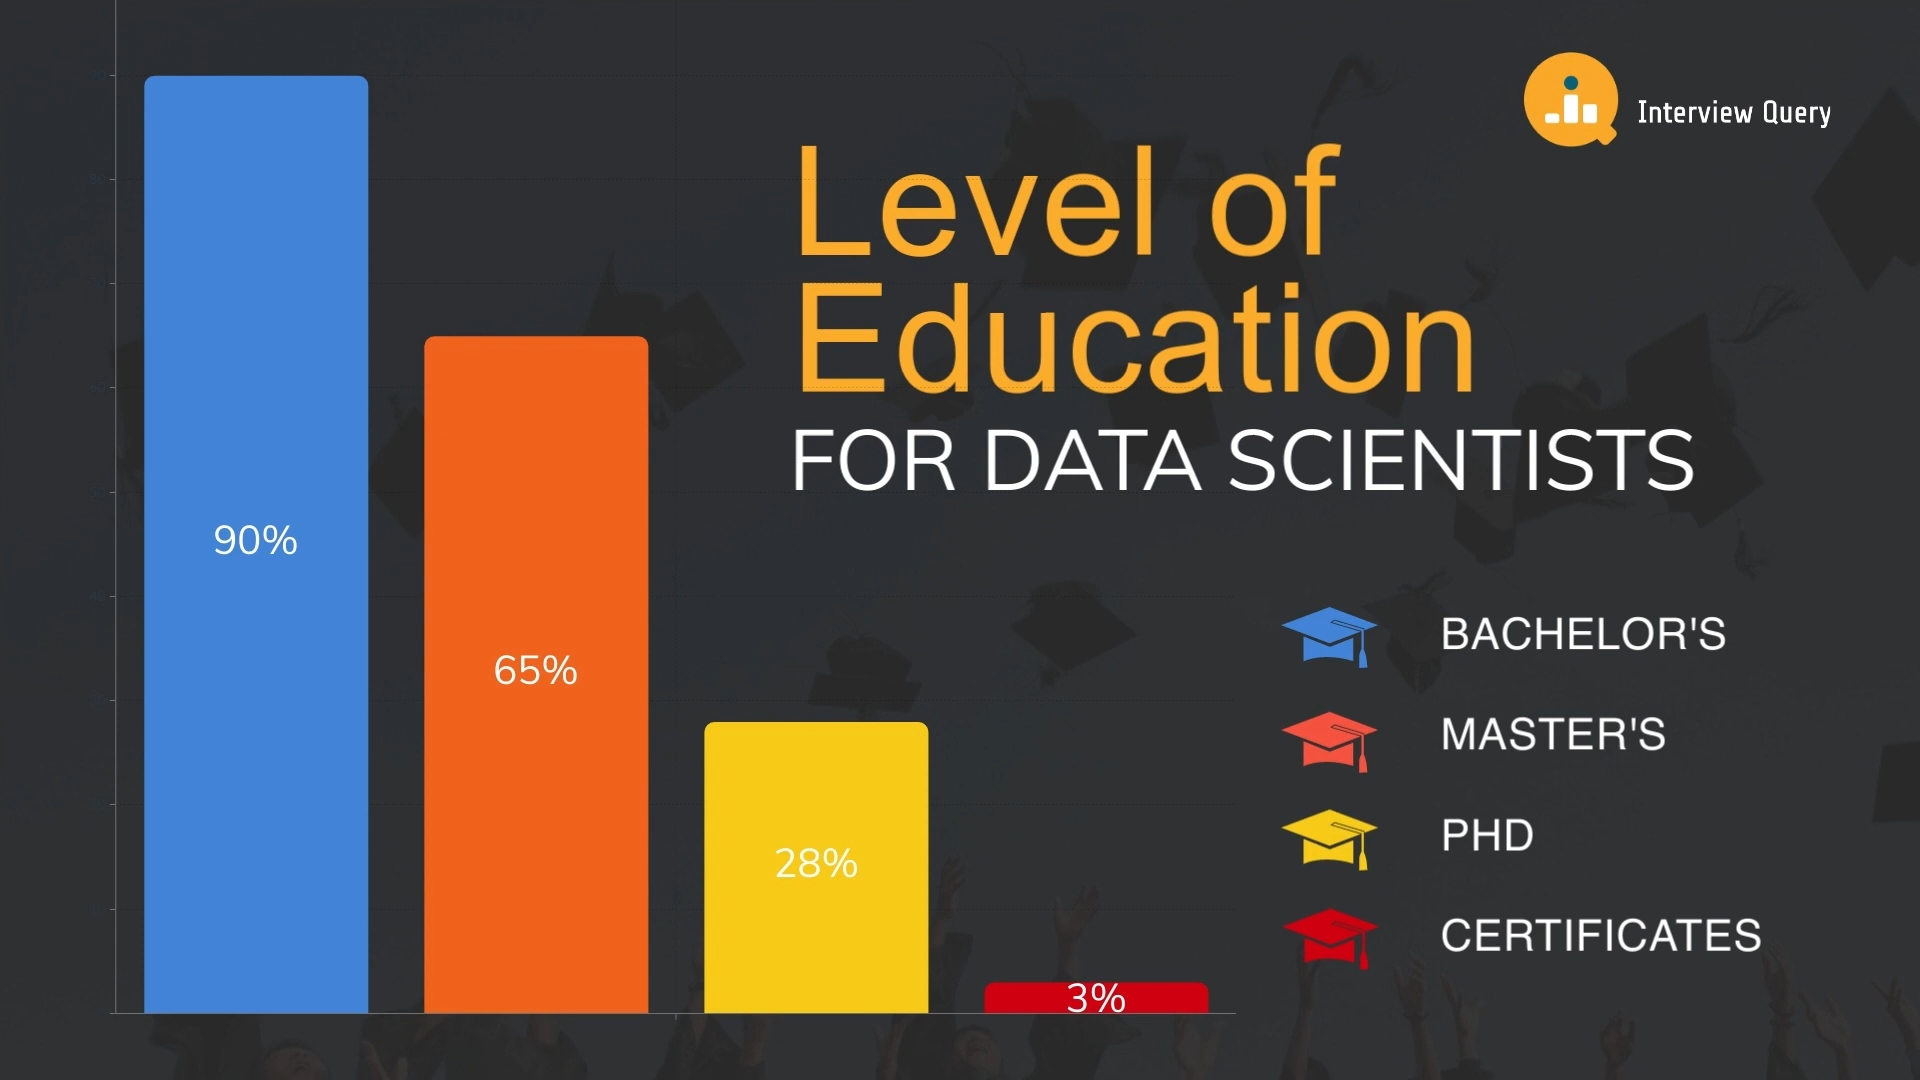 Interview Query
Level of
Education
FOR DATA SCIENTISTS
90%
65%
28%
3%
BACHELOR'S
MASTER'S
PHD
CERTIFICATES